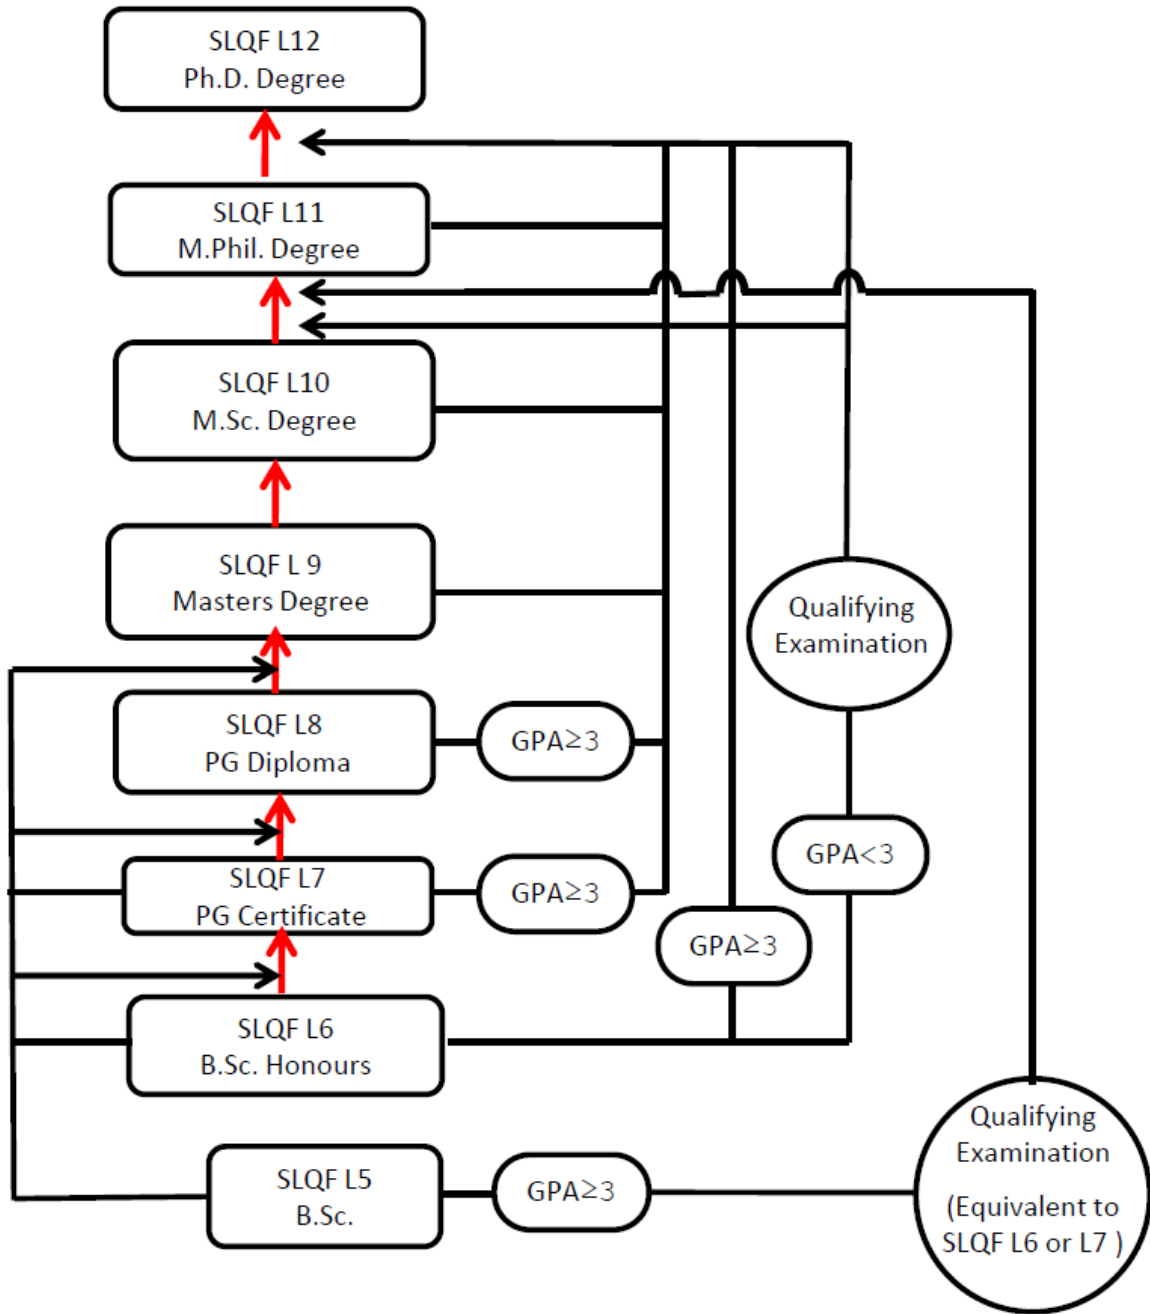 SLQF L12
Ph.D. Degree
SLQF L11
M.Phil. Degree
SLQF L10
M.Sc. Degree
SLQF L 9
Masters Degree
Qualifying
Examination
SLQF L8
PG Diploma
GPA≥3
GPA<3
SLQF L7
PG Certificate
GPA≥3
GPA≥3
SLQF L6
B.Sc. Honours
Qualifying
Examination
(Equivalent to
SLQF L6 or L7 )
SLQF L5
B.Sc.
GPA≥3